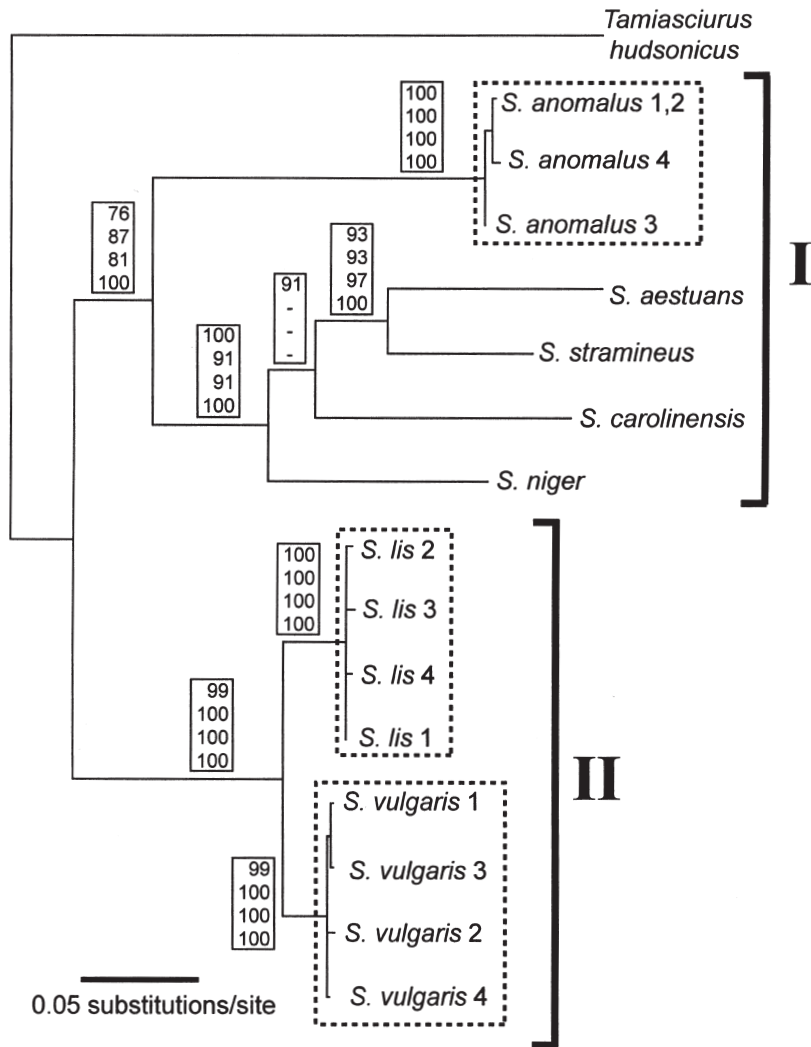 Tamiasciurus
hudsonicus
100
100
100
100
S. anomalus 1,2
S. anomalus 4
S. anomalus 3
I
76
87
81
100
93
93
97
100
91
-
-
-
S. aestuans
S. stramineus
100
91
91
100
S. carolinensis
S. niger
100
100
100
100
S. lis 2
S. lis 3
S. lis 4
S. lis 1
99
100
100
100
II
S. vulgaris 1
S. vulgaris 3
S. vulgaris 2
S. vulgaris 4
99
100
100
100
0.05 substitutions/site